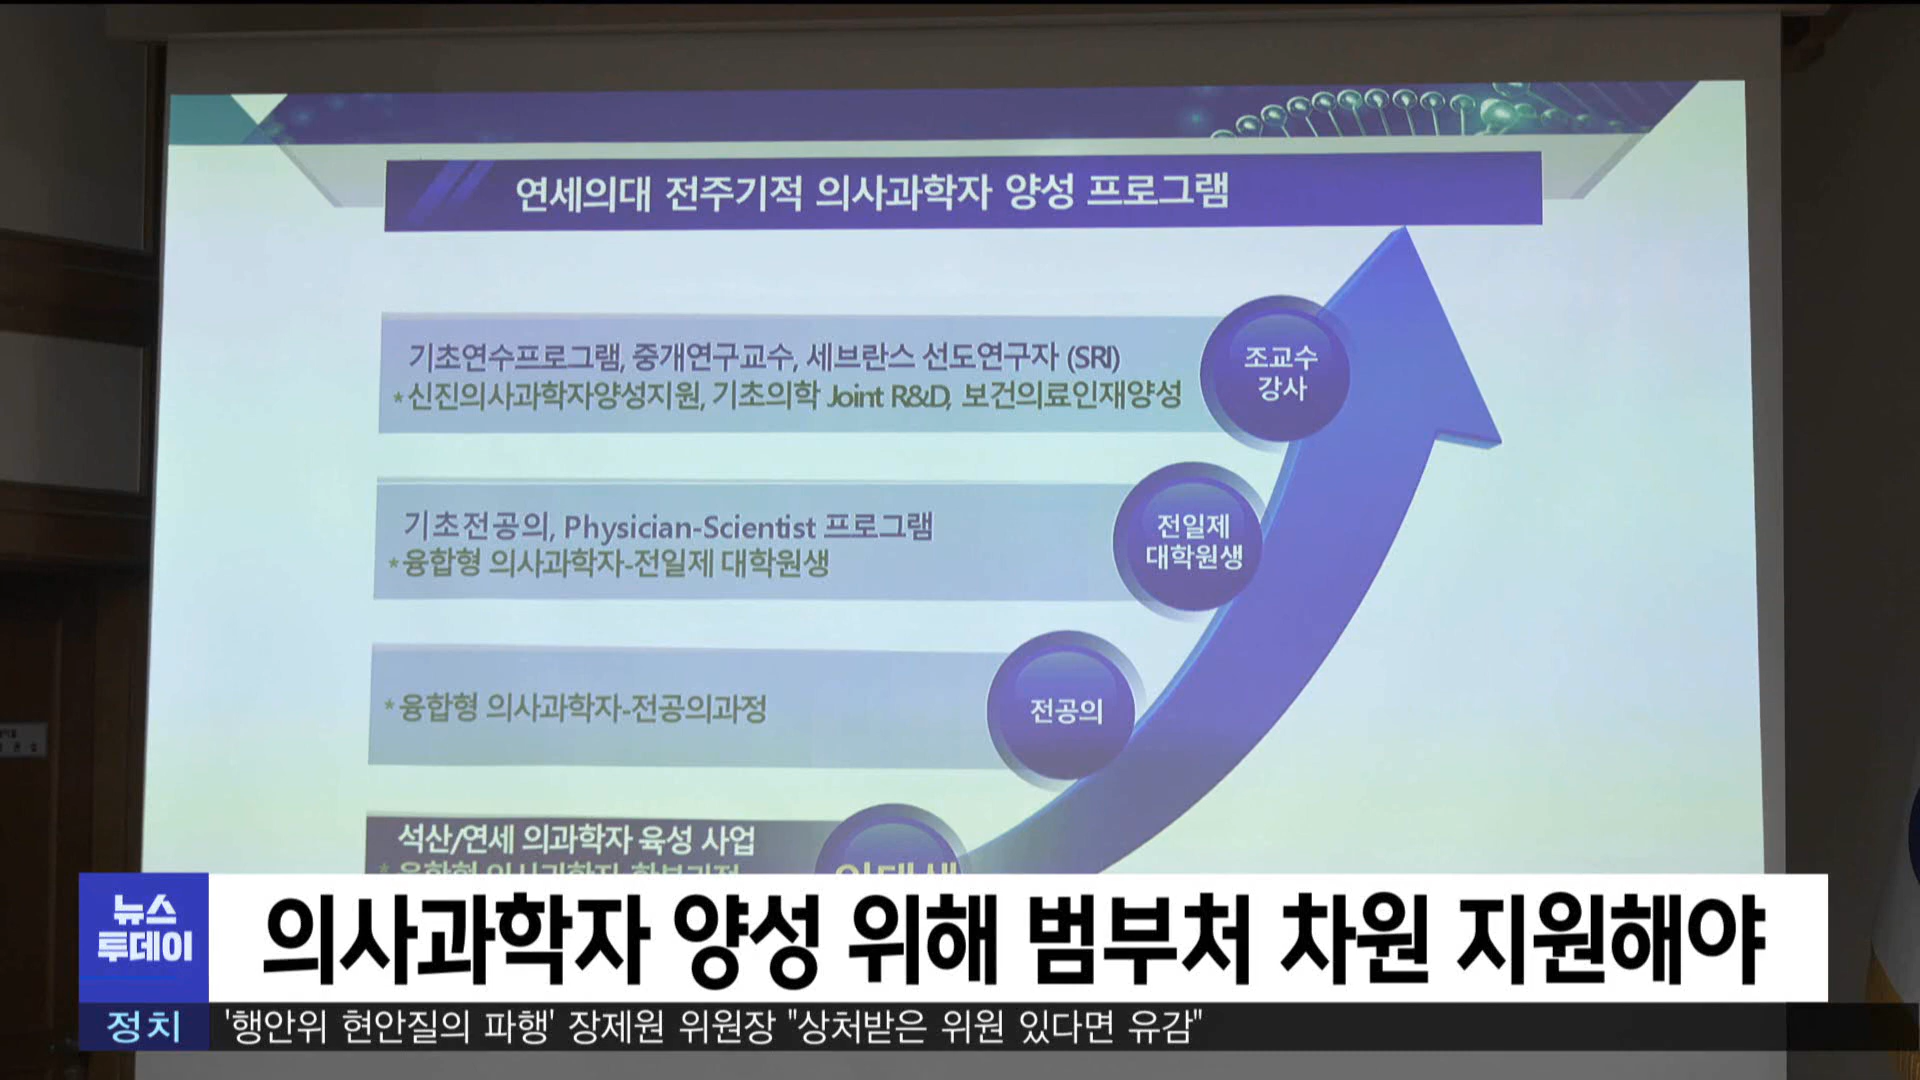 연세의대 전주기적 의사과학자 양성 프로그램
기초연수프로그램, 중개연구교수, 세브란스 선도연구자 (SRI)
*신진의사과학자양성지원, 기초의학 Joint R&D, 보건의료인재양성
조교수
강사
기초전공의, Physician-Scientist 프로그램
*융합형 의사과학자-전일제 대학원생
전일제
대학원생
*융합형 의사과학자-전공의과정
전공의
석산/연세 의과학자 육성 사업
뉴스
투데이
의사과학자 양성 위해 범부처 차원 지원해야
정치
'행안위 현안질의 파행' 장제원 위원장 "상처받은 위원 있다면 유감"